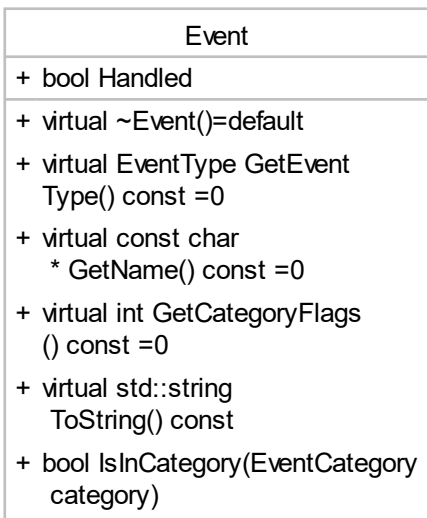 Event
+ bool Handled
+ virtual ~Event()=default
+ virtual EventType GetEvent
Type() const =0
+ virtual const char
* GetName() const =0
+ virtual int GetCategoryFlags
() const =0
+ virtual std::string
ToString() const
+ bool IsInCategory(EventCategory
category)